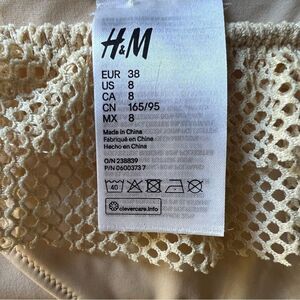 H&M
EUR 38
US 8
CA 8
CN 165/95
MX 8
Made in China
Fabriqué en Chine
Hecho en China
O/N 238839
P/N 0600373 7
40
clevercare.info